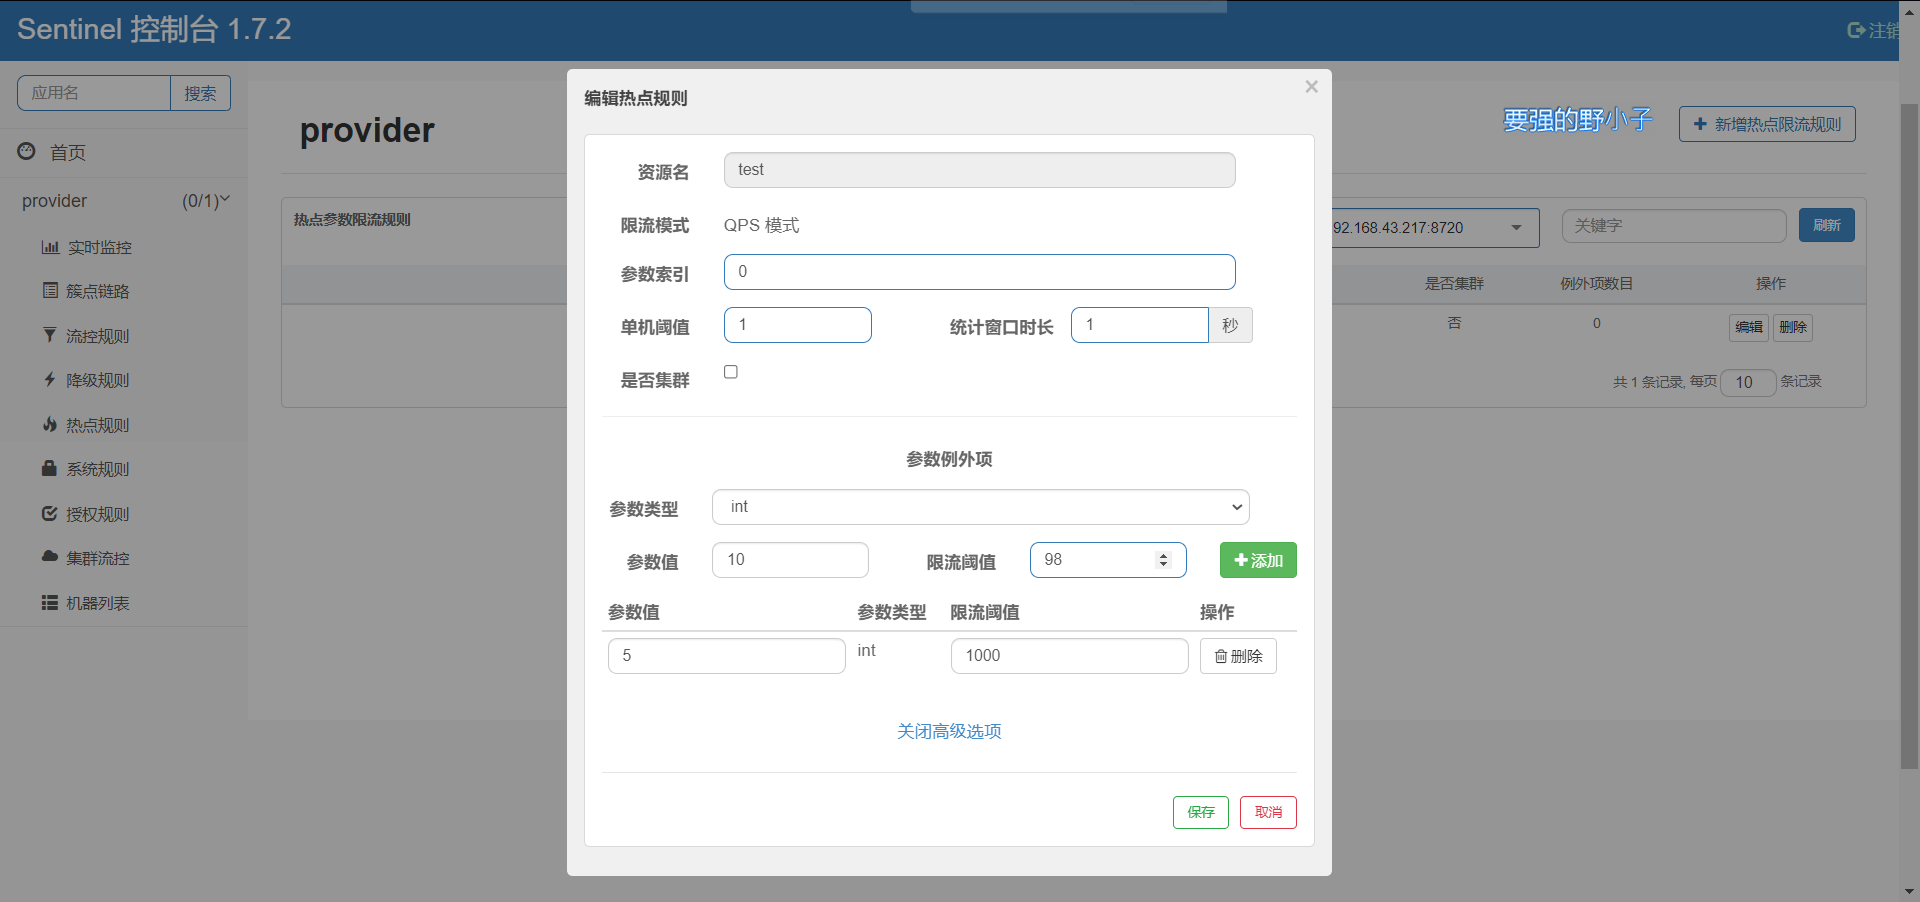 Sentinel 控制台 1.7.2
注销
应用名
搜索
首页
provider
(0/1)
实时监控
簇点链路
流控规则
降级规则
热点规则
系统规则
授权规则
集群流控
机器列表
provider
要强的野小子
新增热点限流规则
热点参数限流规则
92.168.43.217:8720
关键字
刷新
是否集群
例外项数目
操作
否
0
编辑
删除
共 1 条记录, 每页 10 条记录
编辑热点规则
×
资源名
test
限流模式
QPS 模式
参数索引
0
单机阈值
1
统计窗口时长
1
秒
是否集群
参数例外项
参数类型
int
参数值
10
限流阈值
98
添加
参数值
参数类型
限流阈值
操作
5
int
1000
删除
关闭高级选项
保存
取消